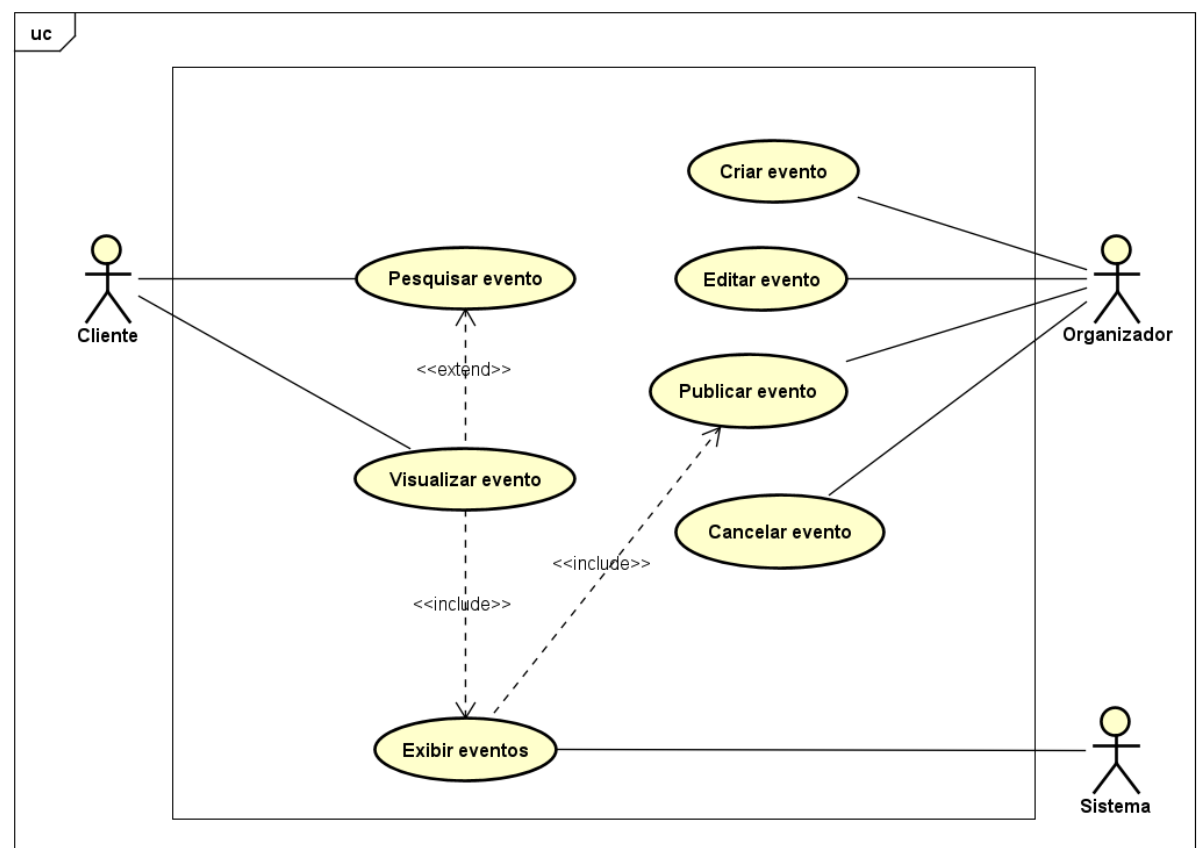 uc
Criar evento
Pesquisar evento
Editar evento
Cliente
Organizador
<<extend>>
Publicar evento
Visualizar evento
Cancelar evento
<<include>>
<<include>>
Exibir eventos
Sistema